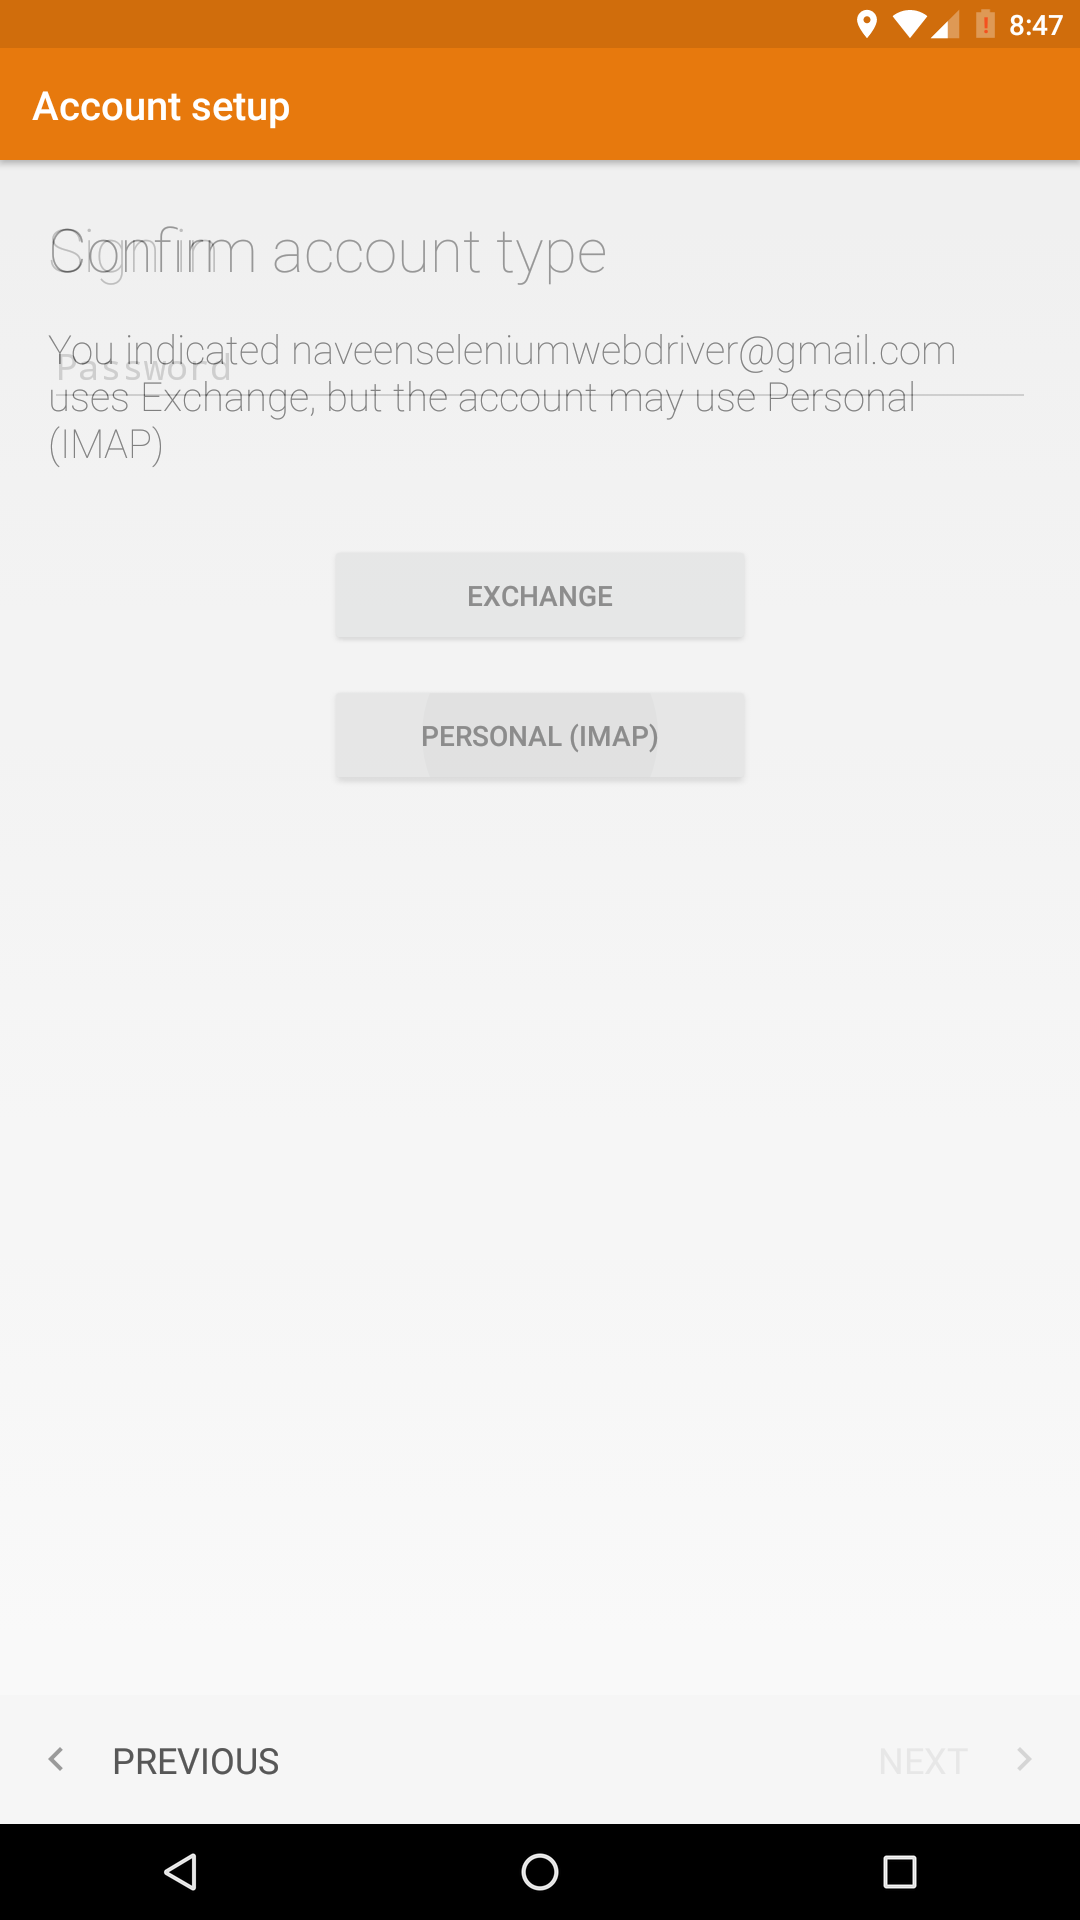 8:47
Account setup
Confirm account type
Sign in
You indicated naveenseleniumwebdriver@gmail.com
Password
uses Exchange, but the account may use Personal
(IMAP)
EXCHANGE
PERSONAL (IMAP)
PREVIOUS
NEXT